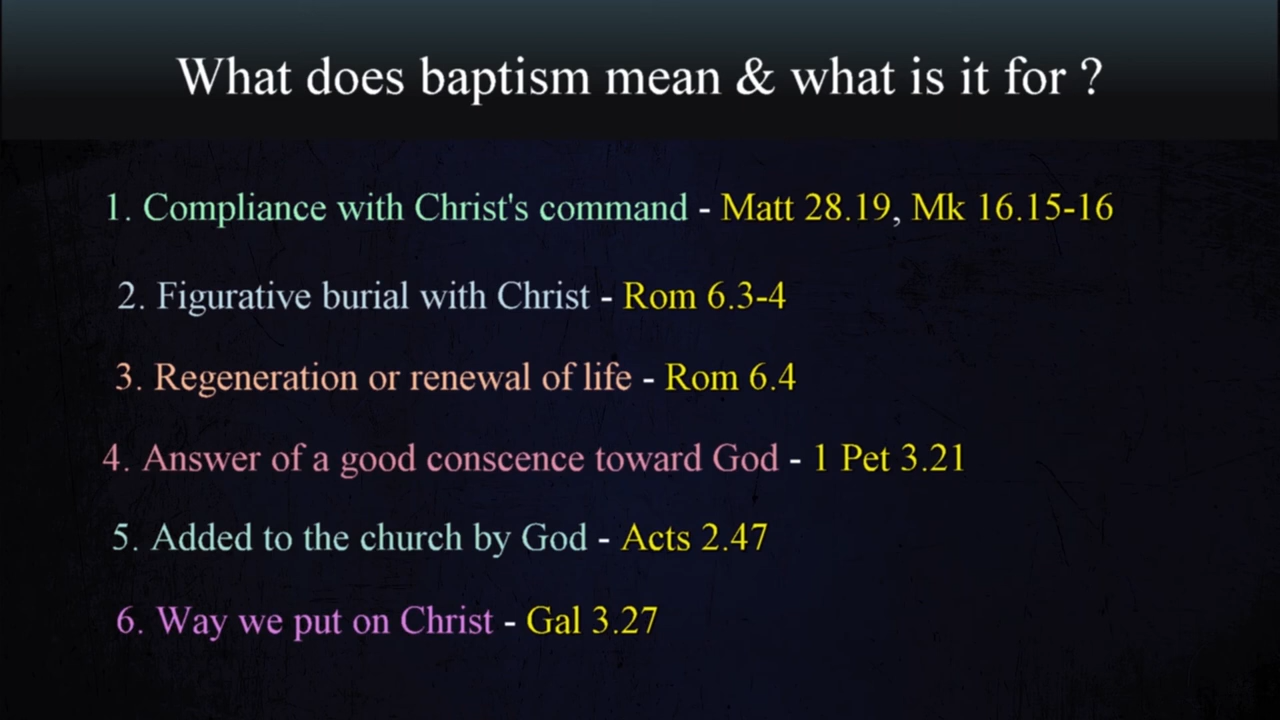 What does baptism mean & what is it for ?
1. Compliance with Christ's command - Matt 28.19, Mk 16.15-16
2. Figurative burial with Christ - Rom 6.3-4
3. Regeneration or renewal of life - Rom 6.4
4. Answer of a good conscence toward God - 1 Pet 3.21
5. Added to the church by God - Acts 2.47
6. Way we put on Christ - Gal 3.27